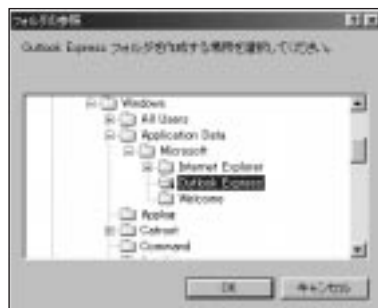 フォルダの参照
Outlook Express フォルダを作成する場所を選択してください。
Windows
All Users
Application Data
Microsoft
Internet Explorer
Outlook Express
Welcome
Applog
Catroot
Command
OK
キャンセル